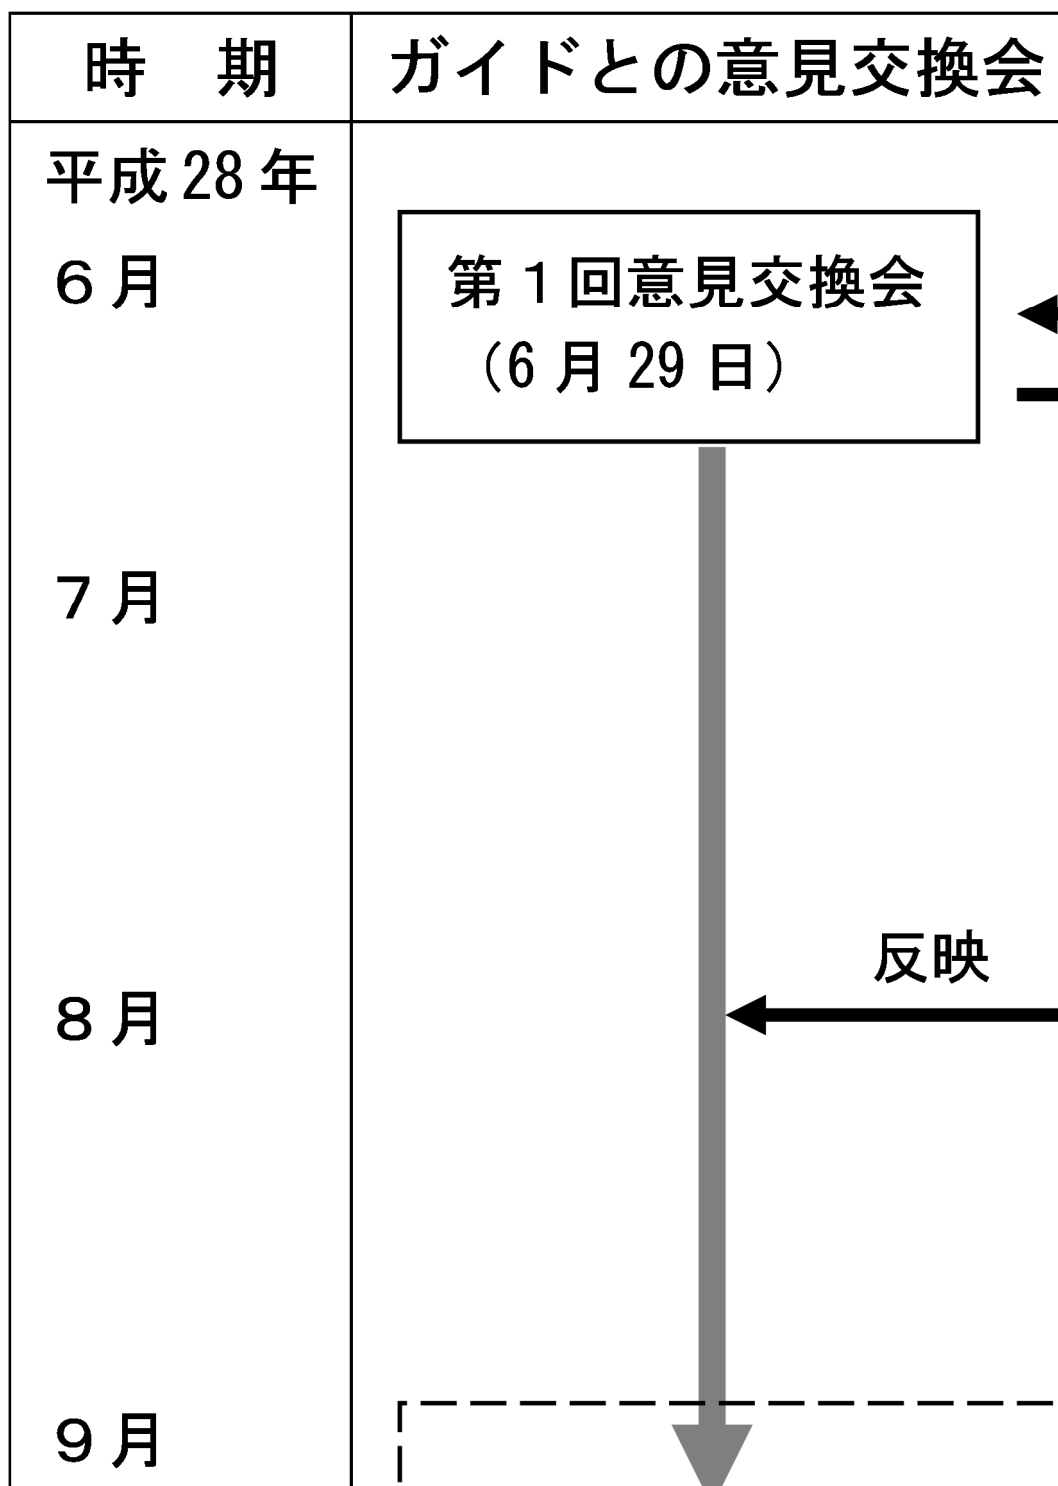 時　期
ガイドとの意見交換会
平成28年
６月
第１回意見交換会
（6月29日）
７月
反映
８月
９月